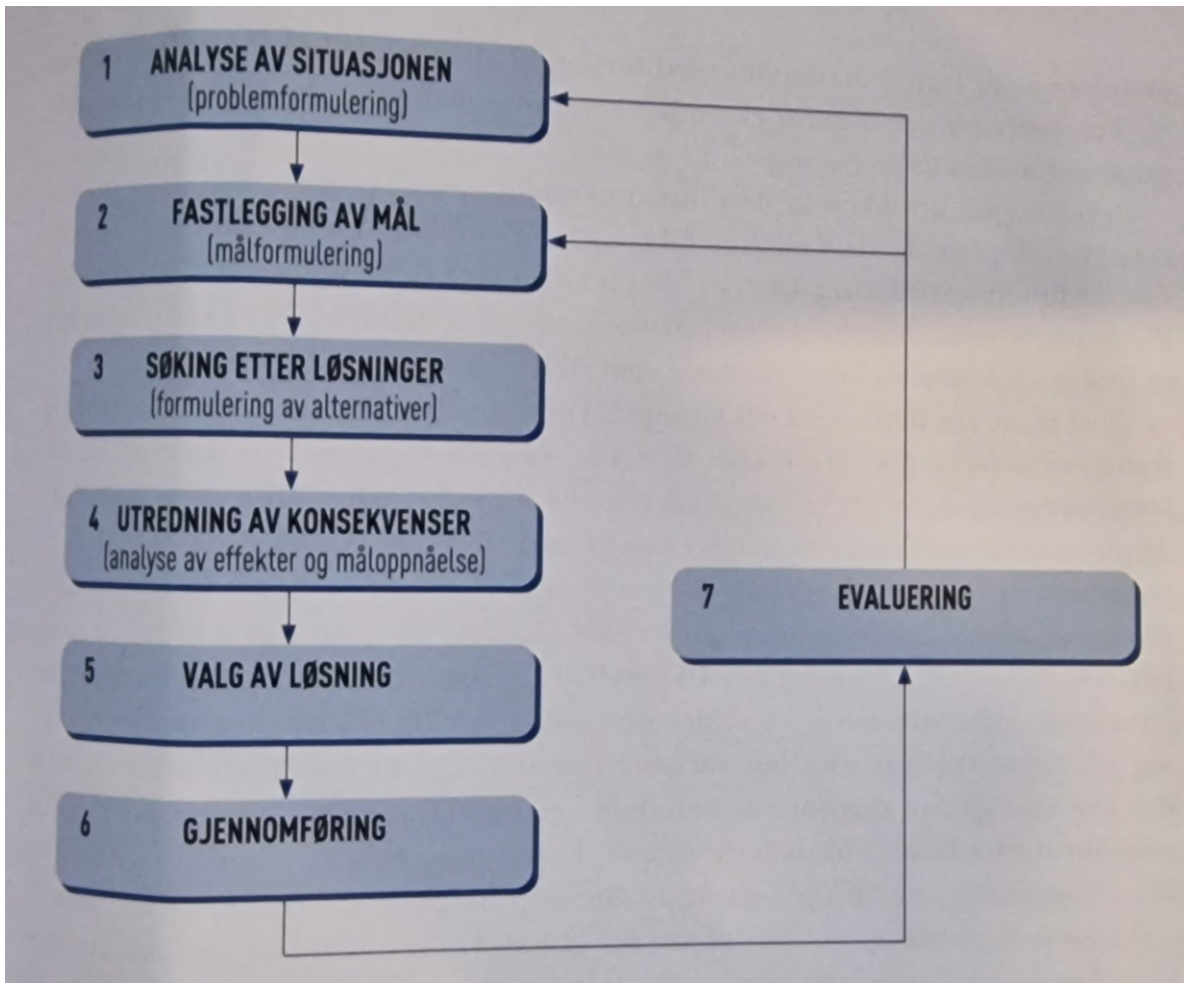 1 ANALYSE AV SITUASJONEN
(problemformulering)
2 FASTLEGGING AV MÅL
(målformulering)
3 SØKING ETTER LØSNINGER
(formulering av alternativer)
4 UTREDNING AV KONSEKVENSER
(analyse av effekter og måloppnåelse)
5 VALG AV LØSNING
6 GJENNOMFØRING
7 EVALUERING